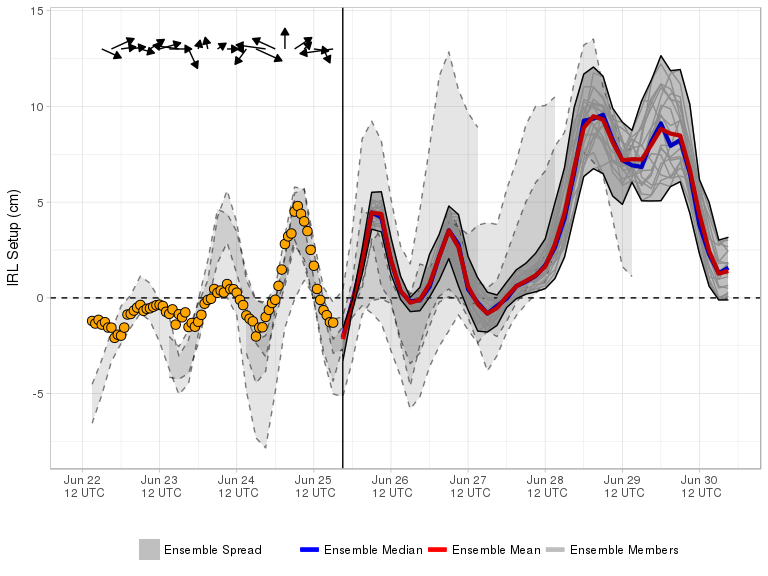 15
10
5
0
-5
IRL Setup (cm)
Jun 22
12 UTC
Jun 23
12 UTC
Jun 24
12 UTC
Jun 25
12 UTC
Jun 26
12 UTC
Jun 27
12 UTC
Jun 28
12 UTC
Jun 29
12 UTC
Jun 30
12 UTC
Ensemble Spread
Ensemble Median
Ensemble Mean
Ensemble Members